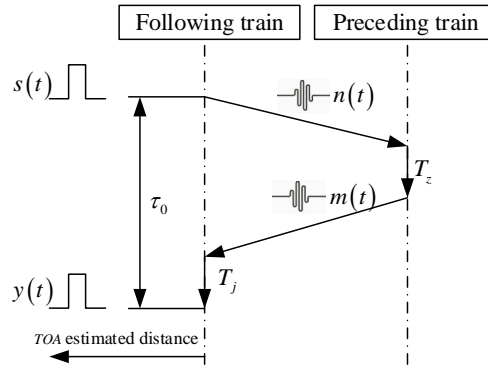 Following train
Preceding train
s(t)
n(t)
T_z
τ_0
m(t)
y(t)
T_j
TOA estimated distance